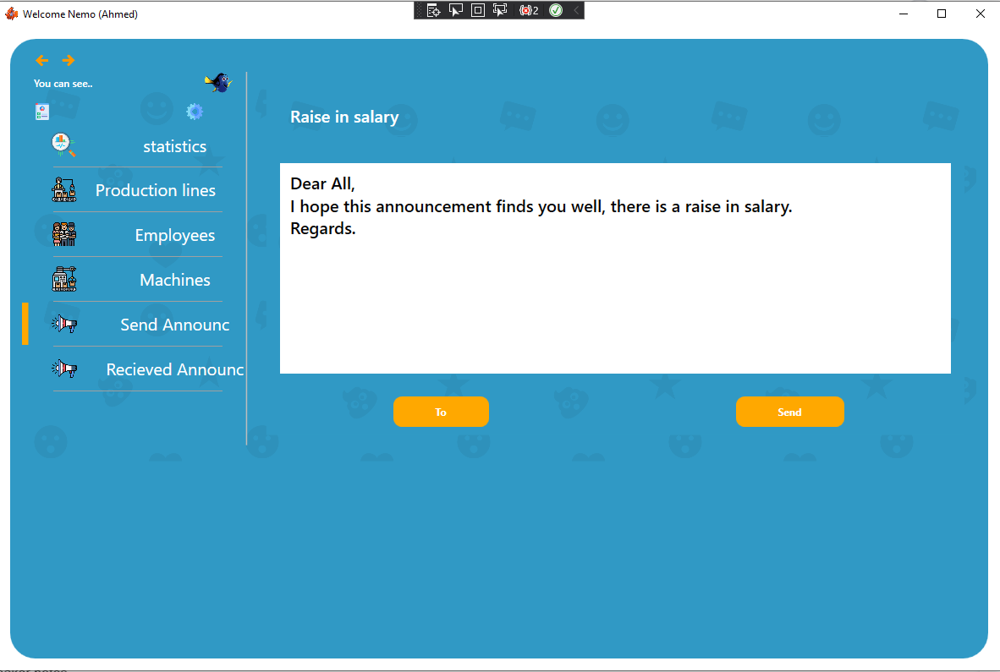 Welcome Nemo (Ahmed)
2
You can see..
statistics
Production lines
Employees
Machines
Send Announc
Recieved Announc
Raise in salary
Dear All,
I hope this announcement finds you well, there is a raise in salary.
Regards.
To
Send